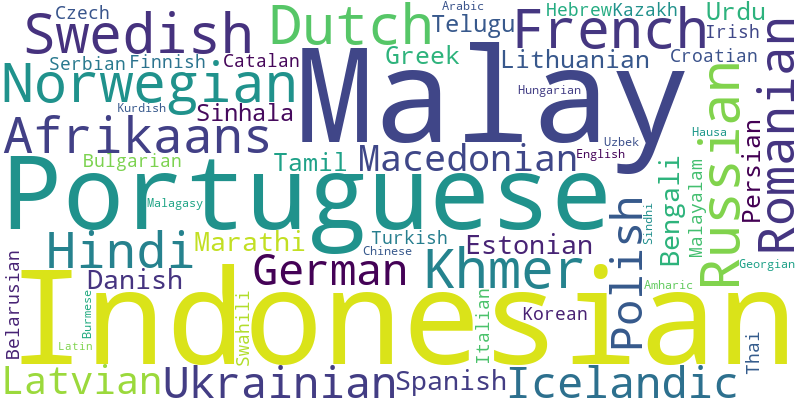 Czech
Swedish
Dutch
Arabic
Telugu
French
Hebrew
Kazakh
Urdu
Irish
Serbian
Finnish
Catalan
Greek
Lithuanian
Croatian
Norwegian
Malay
Hungarian
Kurdish
Sinhala
Afrikaans
Uzbek
Hausa
Romanian
Russian
Persian
Bulgarian
Tamil
Macedonian
English
Bengali
Malayalam
Portuguese
Malagasy
Polish
Sindhi
Hindi
Marathi
Turkish
Chinese
Estonian
Belarusian
Danish
German
Khmer
Georgian
Amharic
Indonesian
Burmese
Latin
Swahili
Italian
Korean
Thai
Latvian
Ukrainian
Spanish
Icelandic